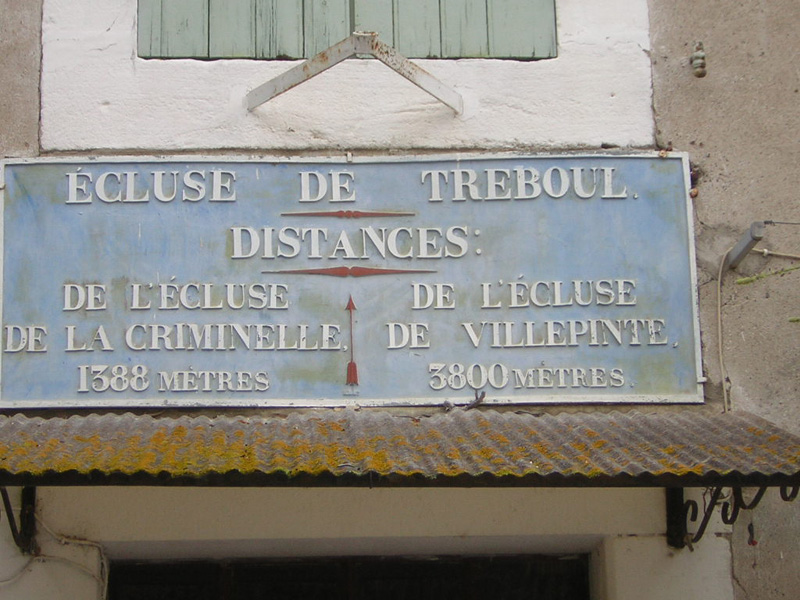 ÉCLUSE DE TREBOUL.
DISTANCES:
DE L'ÉCLUSE
DE LA CRIMINELLE.
1388 MÈTRES
DE L'ÉCLUSE
DE VILLEPINTE.
3800 MÈTRES.